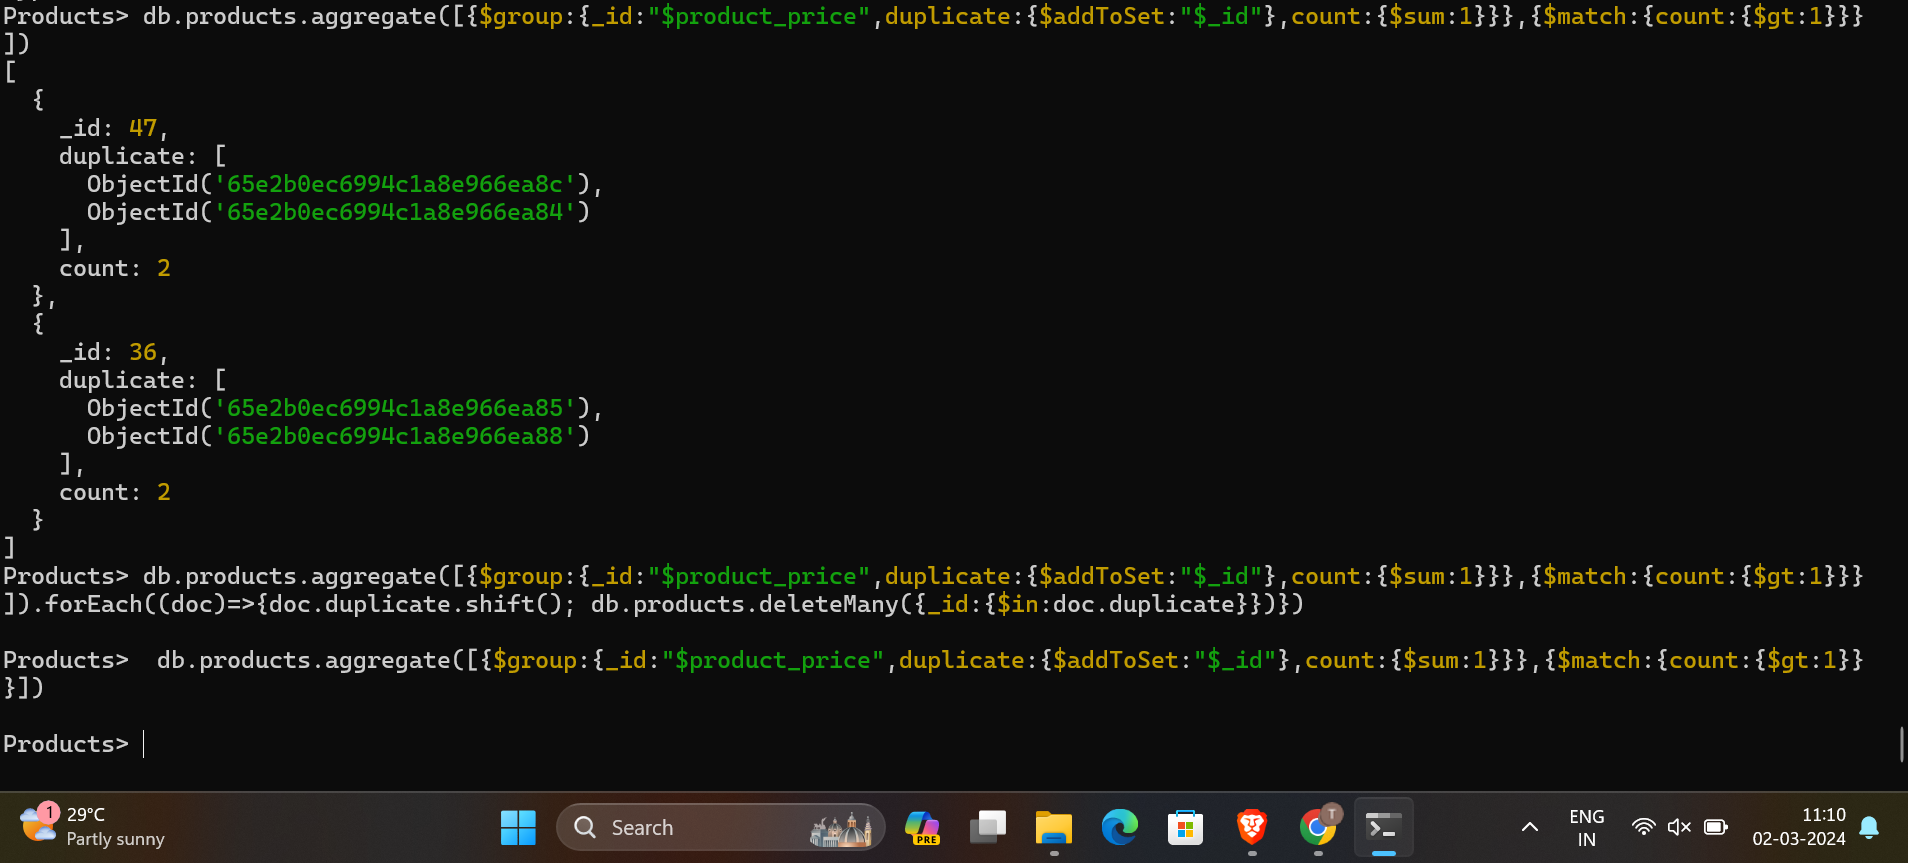 Products> db.products.aggregate([{$group:{_id:"$product_price",duplicate:{$addToSet:"$_id"},count:{$sum:1}}},{$match:{count:{$gt:1}}}
])
[
  {
    _id: 47,
    duplicate: [
      ObjectId('65e2b0ec6994c1a8e966ea8c'),
      ObjectId('65e2b0ec6994c1a8e966ea84')
    ],
    count: 2
  },
  {
    _id: 36,
    duplicate: [
      ObjectId('65e2b0ec6994c1a8e966ea85'),
      ObjectId('65e2b0ec6994c1a8e966ea88')
    ],
    count: 2
  }
]
Products> db.products.aggregate([{$group:{_id:"$product_price",duplicate:{$addToSet:"$_id"},count:{$sum:1}}},{$match:{count:{$gt:1}}}
]).forEach((doc)=>{doc.duplicate.shift(); db.products.deleteMany({_id:{$in:doc.duplicate}})})
Products>  db.products.aggregate([{$group:{_id:"$product_price",duplicate:{$addToSet:"$_id"},count:{$sum:1}}},{$match:{count:{$gt:1}}
}])
Products>
1
29°C
Partly sunny
Search
PRE
T
ENG
IN
11:10
02-03-2024